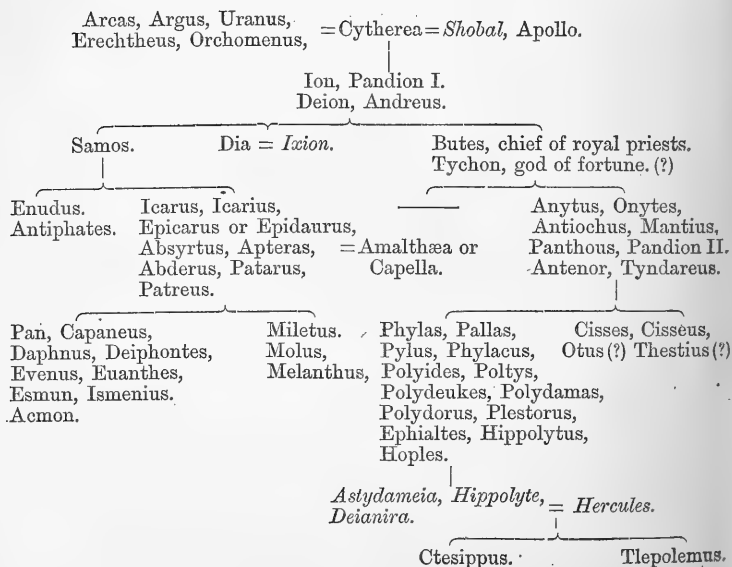 Arcas, Argus, Uranus,
Erechtheus, Orchomenus, =Cytherea=Shobal, Apollo.
Ion, Pandion I.
Deion, Andreus.
Samos. Dia = Ixion. Butes, chief of royal priests.
Tychon, god of fortune. (?)
Enudus. Icarus, Icarius, Anytus, Onytes,
Antiphates. Epicarus or Epidaurus, Antiochus, Mantius,
Absyrtus, Apteras, =Amalthæa or Panthous, Pandion II.
Abderus, Patarus, Capella. Antenor, Tyndareus.
Patreus.
Pan, Capaneus, Miletus. Phylas, Pallas, Cisses, Cisseus,
Daphnus, Deiphontes, Molus, Pylus, Phylacus, Otus (?) Thestius (?)
Evenus, Euanthes, Melanthus, Polyides, Poltys,
Esmun, Ismenius. Polydeukes, Polydamas,
Acmon. Polydorus, Plestorus,
Ephialtes, Hippolytus,
Hoples.
Astydameia, Hippolyte, = Hercules.
Deianira.
Ctesippus. Tlepolemus.